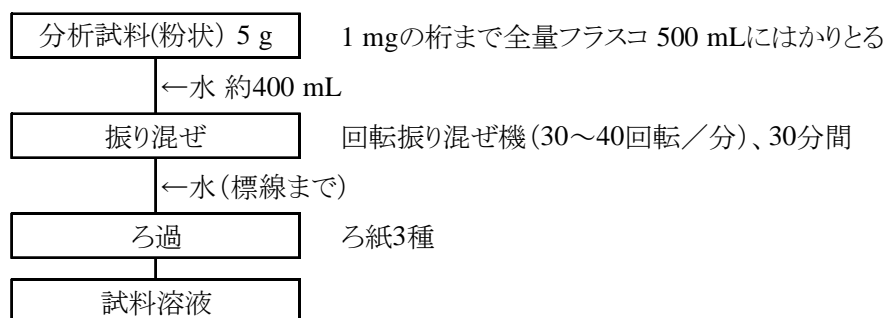 分析試料(粉状) 5 g　1 mgの桁まで全量フラスコ 500 mLにはかりとる
←水 約400 mL
振り混ぜ　回転振り混ぜ機(30～40回転／分)、30分間
←水(標線まで)
ろ過　ろ紙3種
試料溶液